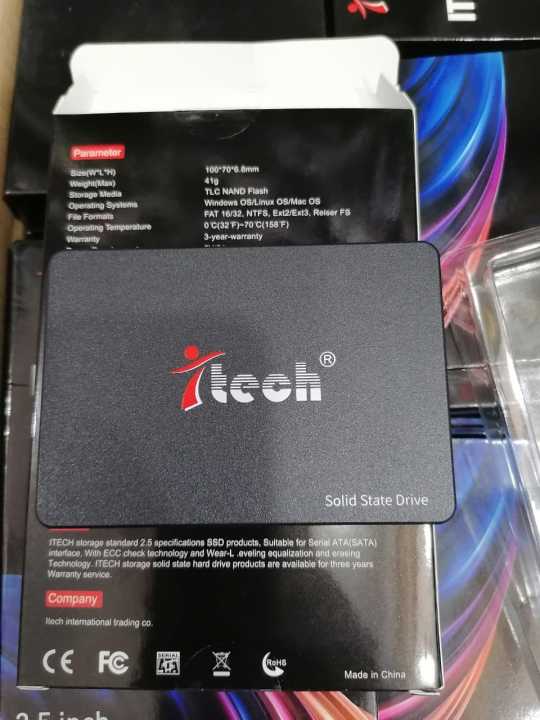 IT
Parameter
Size(W*L*H) 100*70*6.8mm
Weight(Max) 41g
Storage Media TLC NAND Flash
Operating Systems Windows OS/Linux OS/Mac OS
File Formats FAT 16/32, NTFS, Ext2/Ext3, Reiser FS
Operating Temperature 0℃(32℉)~70℃(158℉)
Warranty 3-year-warranty
itech®
Solid State Drive
ITECH storage standard 2.5 specifications SSD products, Suitable for Serial ATA(SATA)
interface, With ECC check technology and Wear-L .eveling equalization and erasing
Technology. ITECH storage solid state hard drive products are available for three years
Warranty service.
Company
Itech international trading co.
CE FC SERIAL ATA RoHS
Made in China
2.5 inch